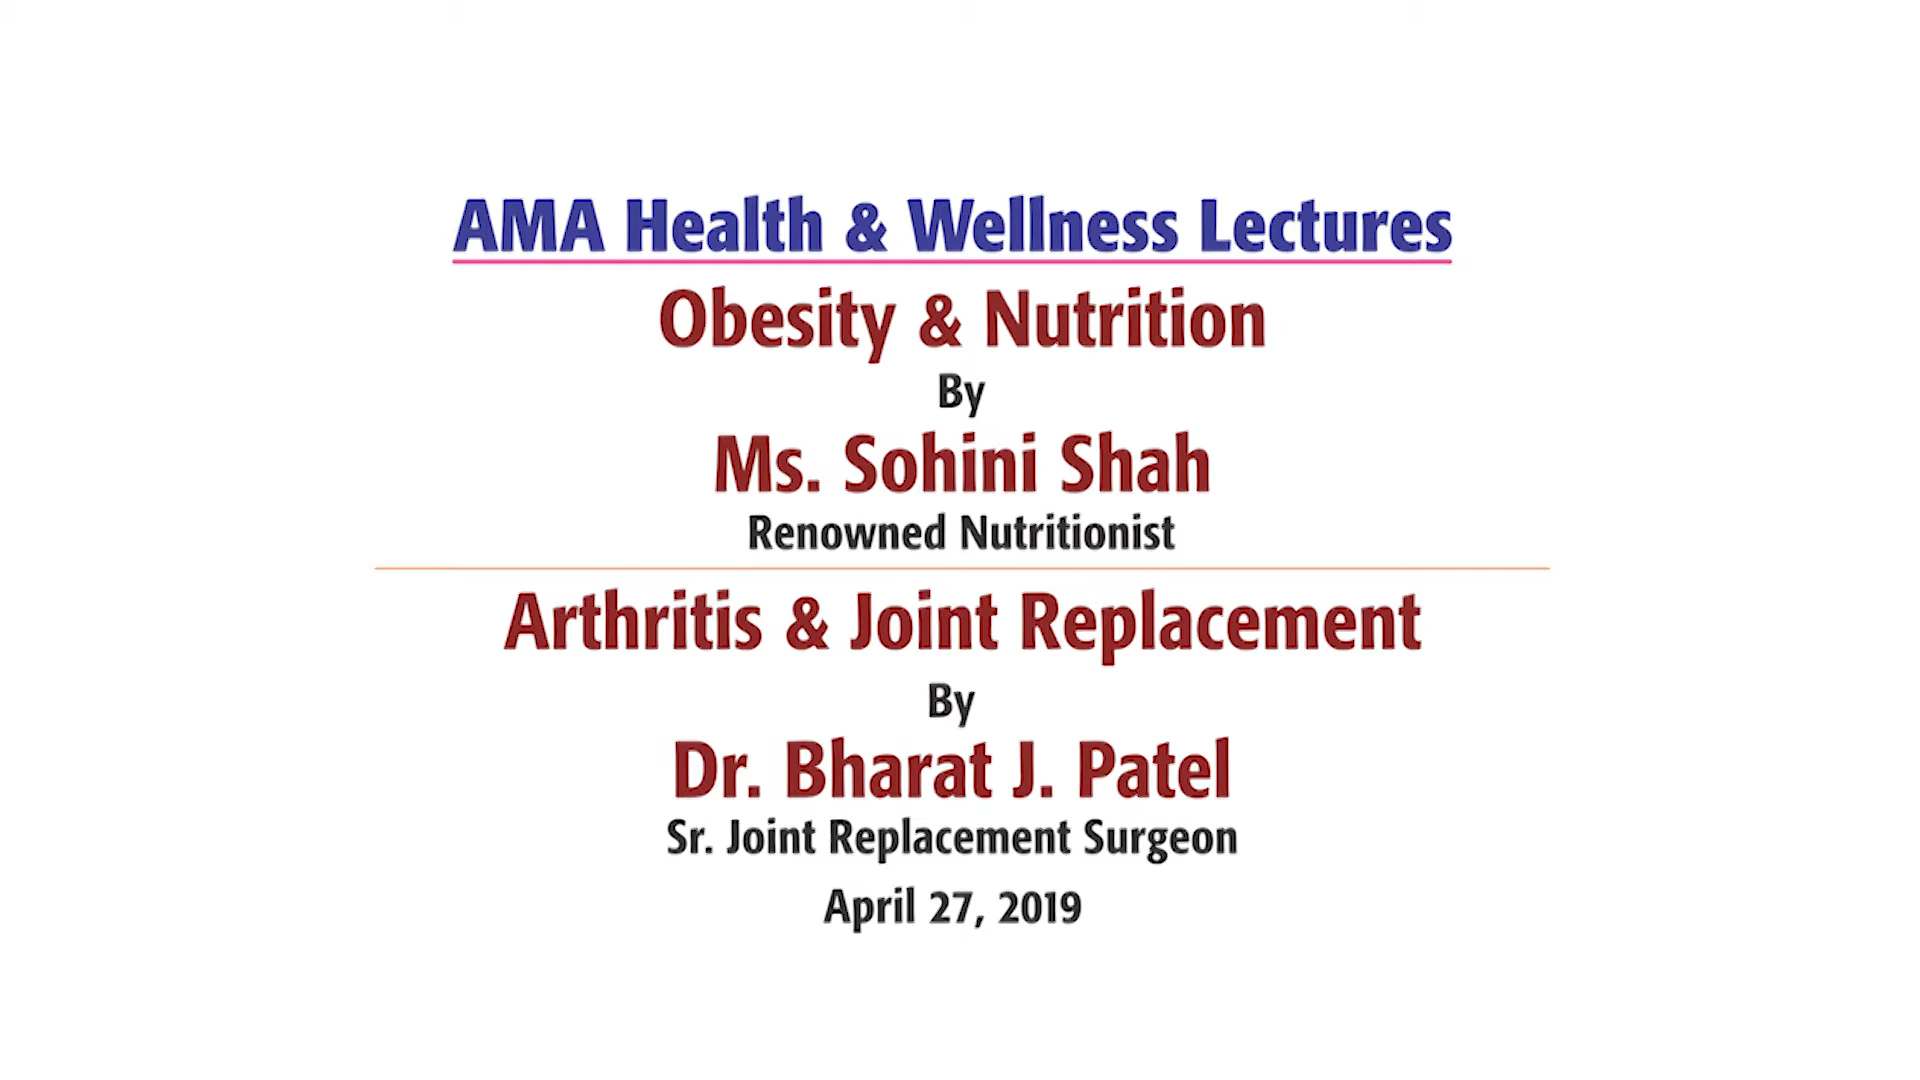 AMA Health & Wellness Lectures
Obesity & Nutrition
By
Ms. Sohini Shah
Renowned Nutritionist
Arthritis & Joint Replacement
By
Dr. Bharat J. Patel
Sr. Joint Replacement Surgeon
April 27, 2019